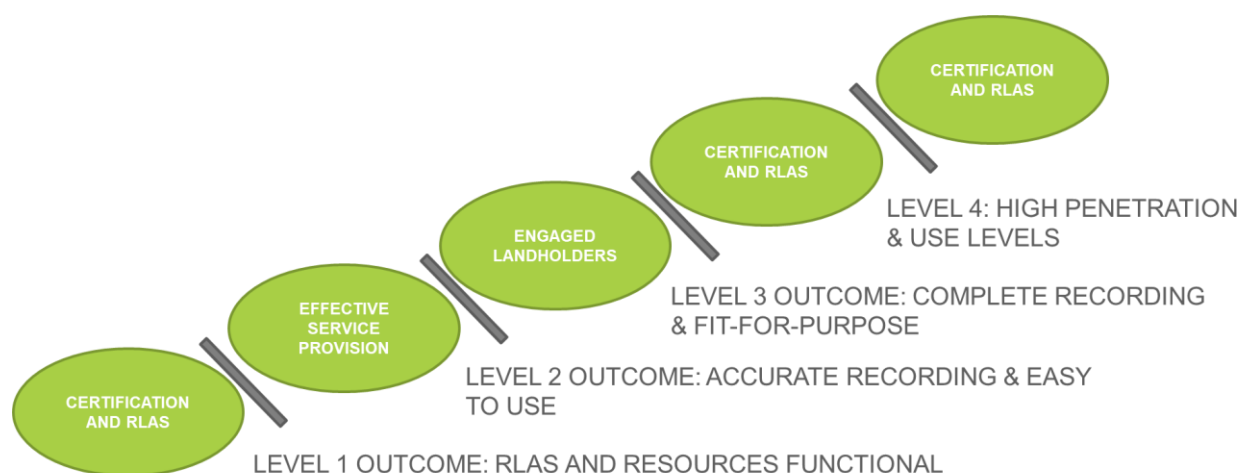 CERTIFICATION
AND RLAS
CERTIFICATION
AND RLAS
LEVEL 4: HIGH PENETRATION
& USE LEVELS
ENGAGED
LANDHOLDERS
LEVEL 3 OUTCOME: COMPLETE RECORDING
& FIT-FOR-PURPOSE
EFFECTIVE
SERVICE
PROVISION
LEVEL 2 OUTCOME: ACCURATE RECORDING & EASY
TO USE
CERTIFICATION
AND RLAS
LEVEL 1 OUTCOME: RLAS AND RESOURCES FUNCTIONAL